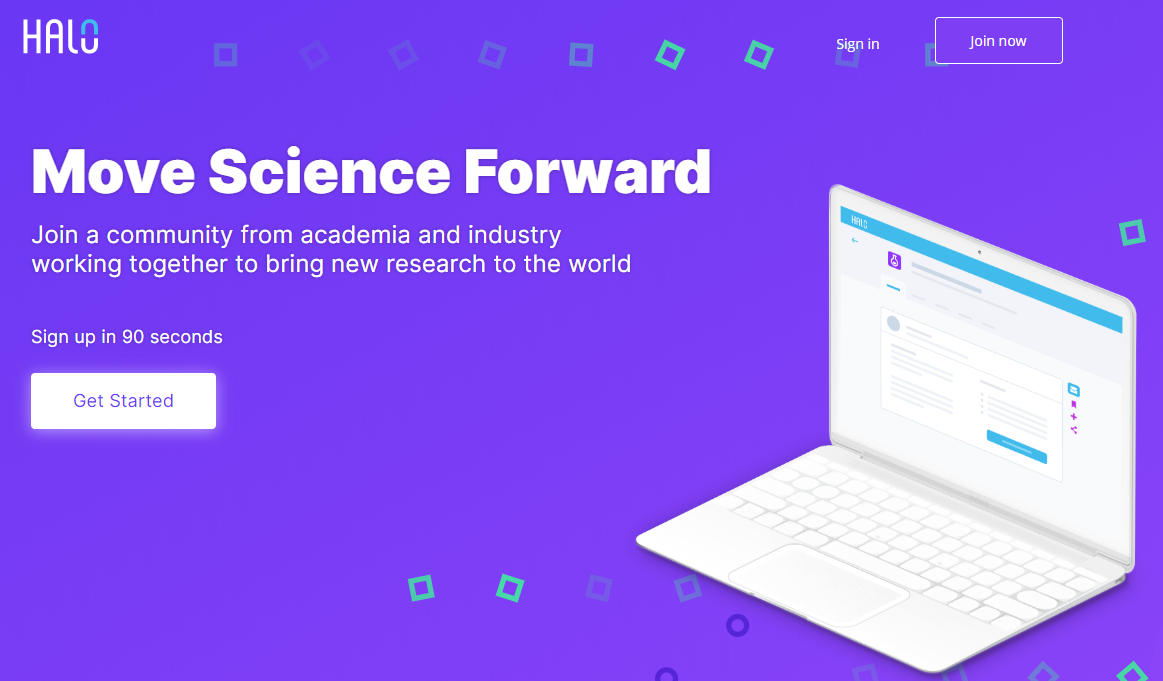 HALO
Sign in
Join now
Move Science Forward
Join a community from academia and industry
working together to bring new research to the world
Sign up in 90 seconds
Get Started
HALO